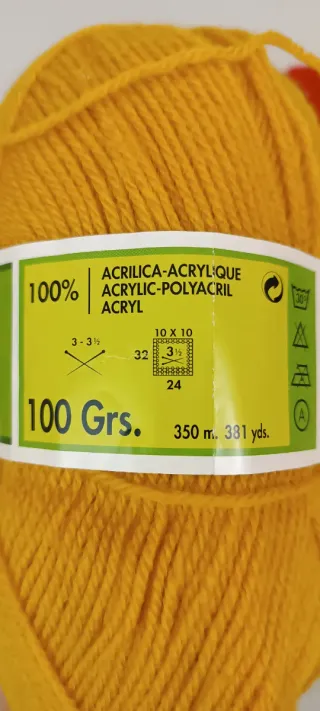 100%
ACRILICA-ACRYLIQUE
ACRYLIC-POLYACRIL
ACRYL
3 - 3½
10 X 10
32
3½
24
100 Grs.
350 m. 381 yds.
30°
A